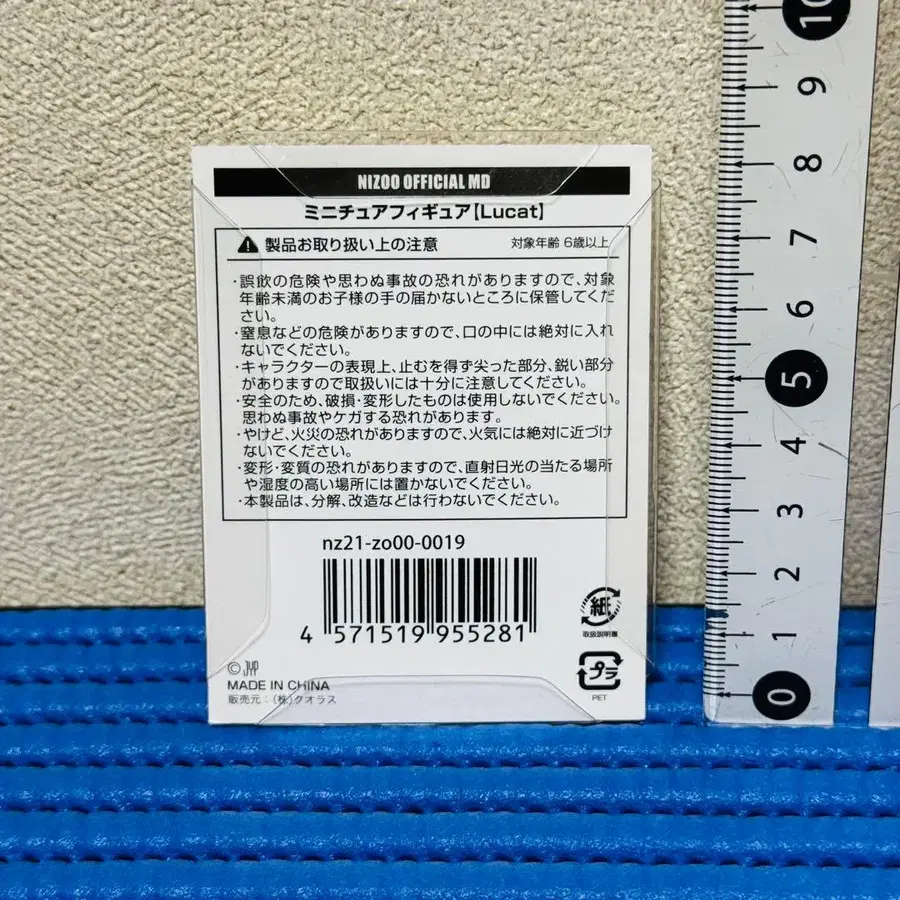 NIZOO OFFICIAL MD
ミニチュアフィギュア【Lucat】
製品お取り扱い上の注意
対象年齢 6歳以上
・誤飲の危険や思わぬ事故の恐れがありますので、対象
年齢未満のお子様の手の届かないところに保管してくだ
さい。
・窒息などの危険がありますので、口の中には絶対に入れ
ないでください。
・キャラクターの表現上、止むを得ず尖った部分、鋭い部分
がありますので取扱いには十分に注意してください。
・安全のため、破損・変形したものは使用しないでください。
思わぬ事故やケガする恐れがあります。
・やけど、火災の恐れがありますので、火気には絶対に近づけ
ないでください。
・変形・変質の恐れがありますので、直射日光の当たる場所
や湿度の高い場所には置かないでください。
・本製品は、分解、改造などは行わないでください。
nz21-zo00-0019
4 571519 955281
紙
取扱説明書
プラ
PET
© JYP
MADE IN CHINA
販売元：(株)クオラス
10
9
8
7
6
5
4
3
2
1
0